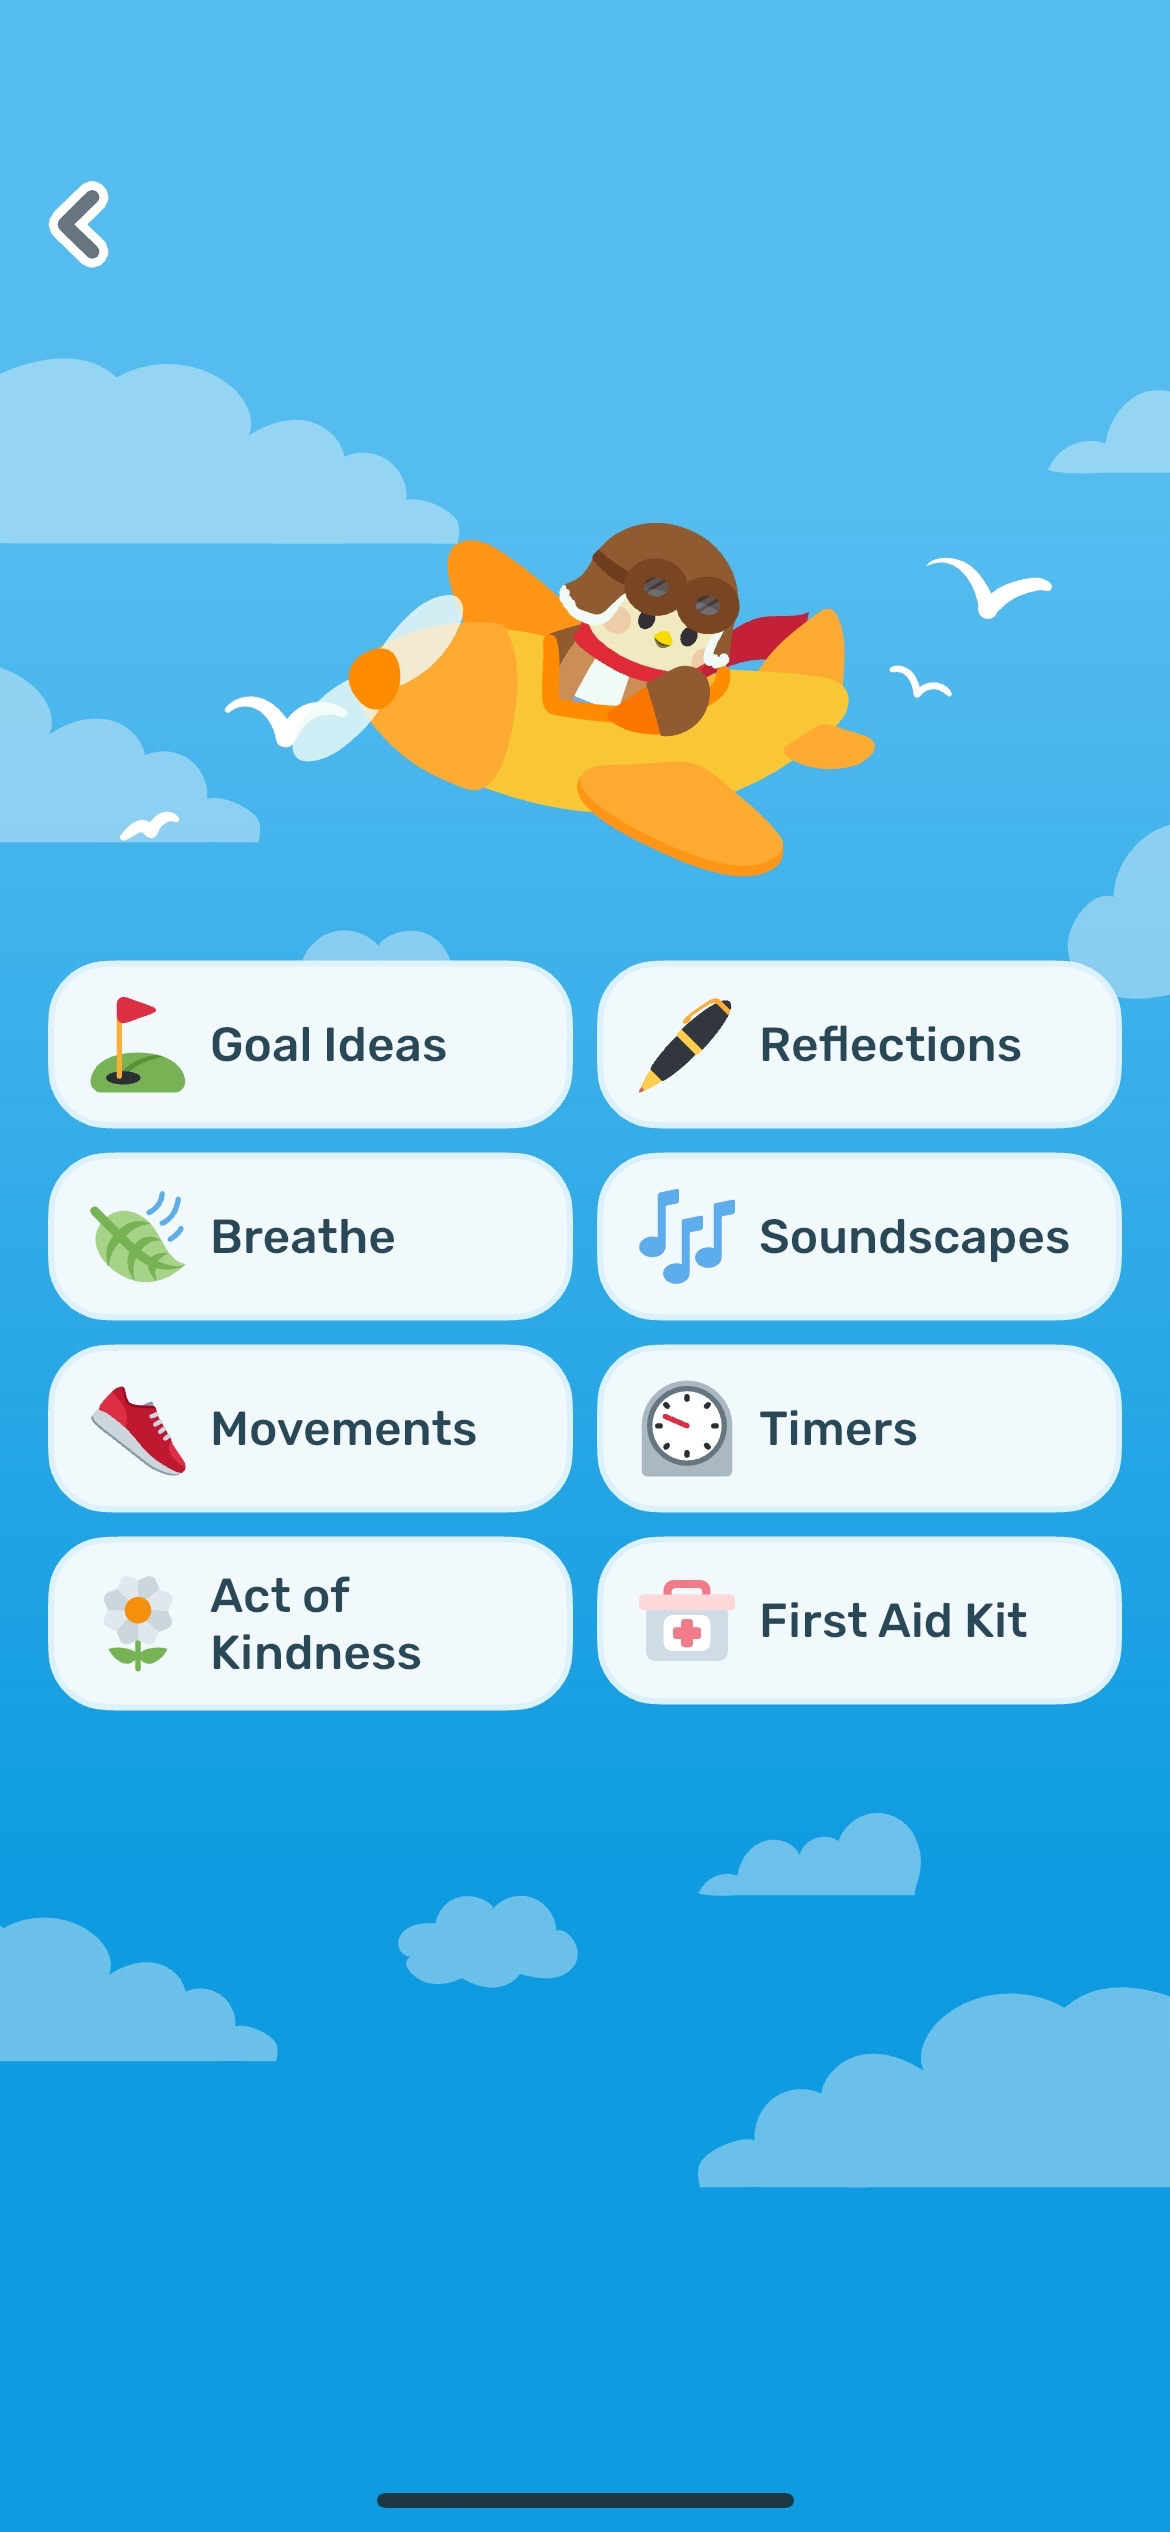 Goal Ideas
Reflections
Breathe
Soundscapes
Movements
Timers
Act of
Kindness
First Aid Kit